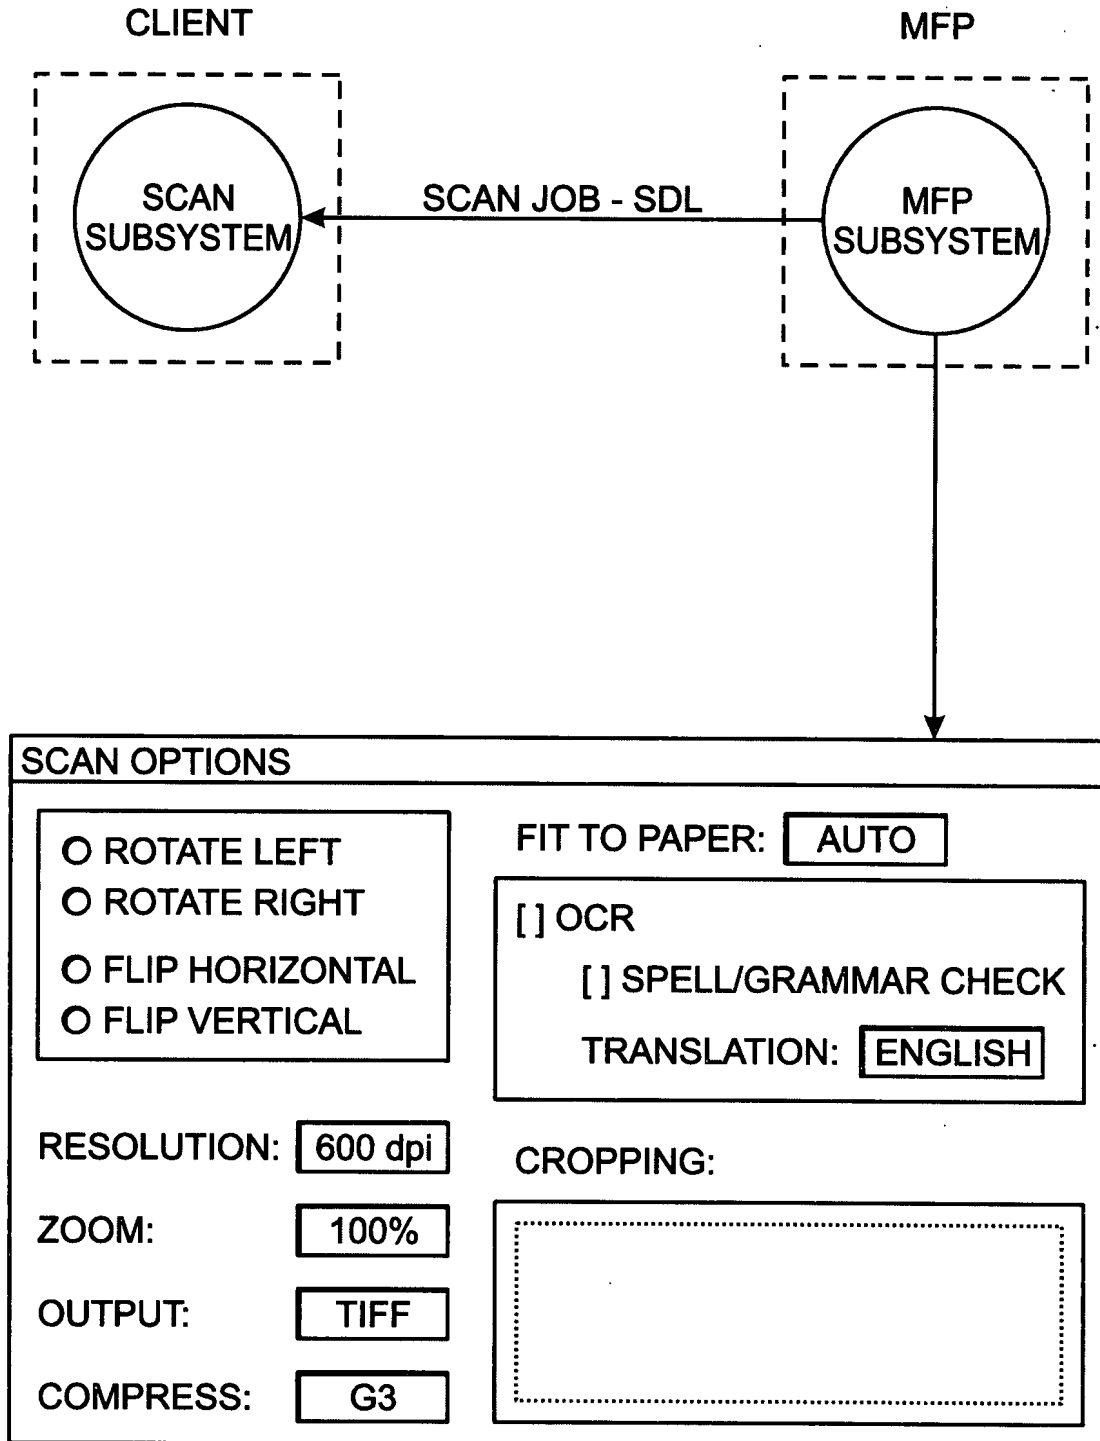 CLIENT
MFP
SCAN
SUBSYSTEM
SCAN JOB - SDL
MFP
SUBSYSTEM
SCAN OPTIONS
O ROTATE LEFT
O ROTATE RIGHT
O FLIP HORIZONTAL
O FLIP VERTICAL
FIT TO PAPER: AUTO
[ ] OCR
[ ] SPELL/GRAMMAR CHECK
TRANSLATION: ENGLISH
RESOLUTION: 600 dpi
ZOOM: 100%
OUTPUT: TIFF
COMPRESS: G3
CROPPING: